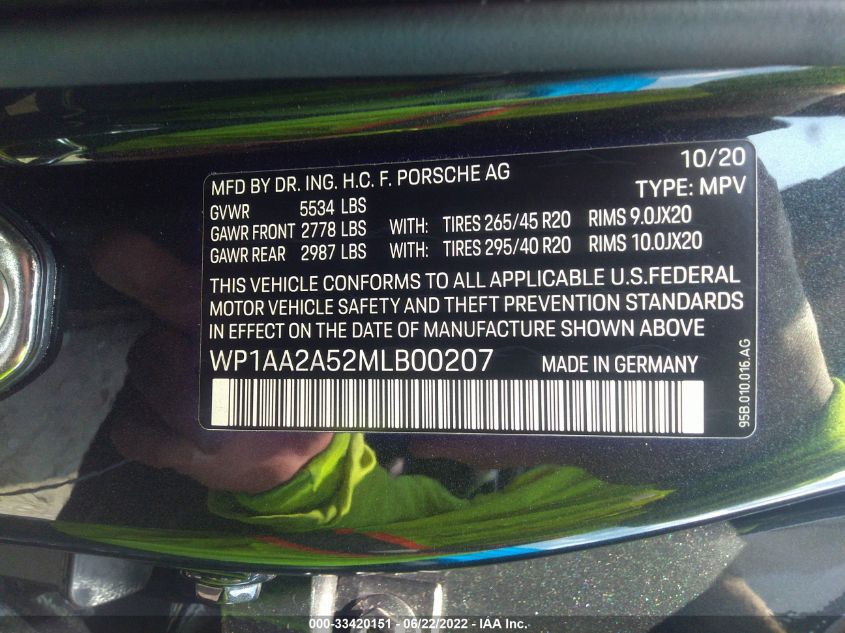 10/20
MFD BY DR. ING. H.C. F. PORSCHE AG
TYPE: MPV
GVWR 5534 LBS
GAWR FRONT 2778 LBS WITH: TIRES 265/45 R20 RIMS 9.0JX20
GAWR REAR 2987 LBS WITH: TIRES 295/40 R20 RIMS 10.0JX20
THIS VEHICLE CONFORMS TO ALL APPLICABLE U.S.FEDERAL
MOTOR VEHICLE SAFETY AND THEFT PREVENTION STANDARDS
IN EFFECT ON THE DATE OF MANUFACTURE SHOWN ABOVE
WP1AA2A52MLB00207 MADE IN GERMANY
95B.010.016.AG
000-33420151 - 06/22/2022 - IAA Inc.